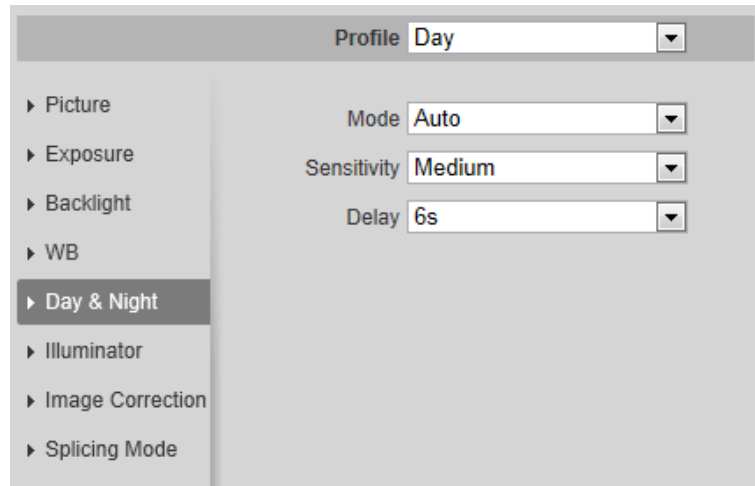 Profile Day
Picture
Mode Auto
Exposure
Sensitivity Medium
Backlight
Delay 6s
WB
Day & Night
Illuminator
Image Correction
Splicing Mode